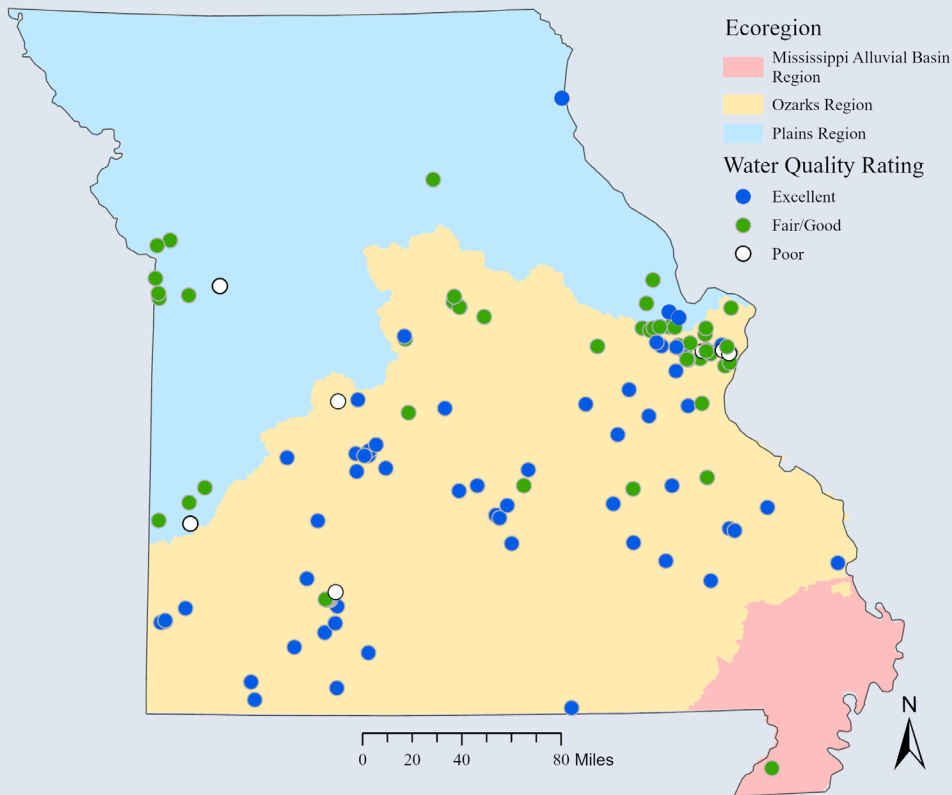 Ecoregion
Mississippi Alluvial Basin
Region
Ozarks Region
Plains Region
Water Quality Rating
Excellent
Fair/Good
Poor
N
0 20 40 80 Miles